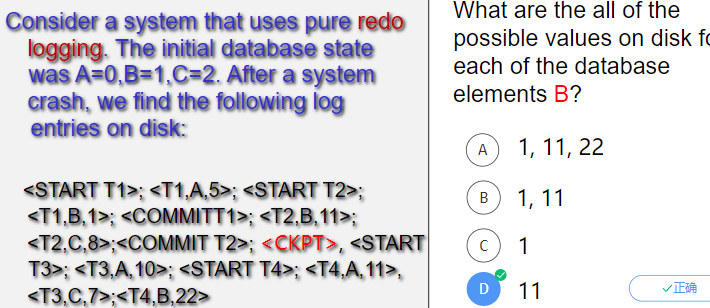 Consider a system that uses pure redo
logging. The initial database state
was A=0,B=1,C=2. After a system
crash, we find the following log
entries on disk:
<START T1>; <T1,A,5>; <START T2>;
<T1,B,1>; <COMMITT1>; <T2,B,11>;
<T2,C,8>;<COMMIT T2>; <CKPT>, <START
T3>; <T3,A,10>; <START T4>; <T4,A,11>,
<T3,C,7>;<T4,B,22>
What are the all of the
possible values on disk fo
each of the database
elements B?
A 1, 11, 22
B 1, 11
C 1
D 11
✓正确